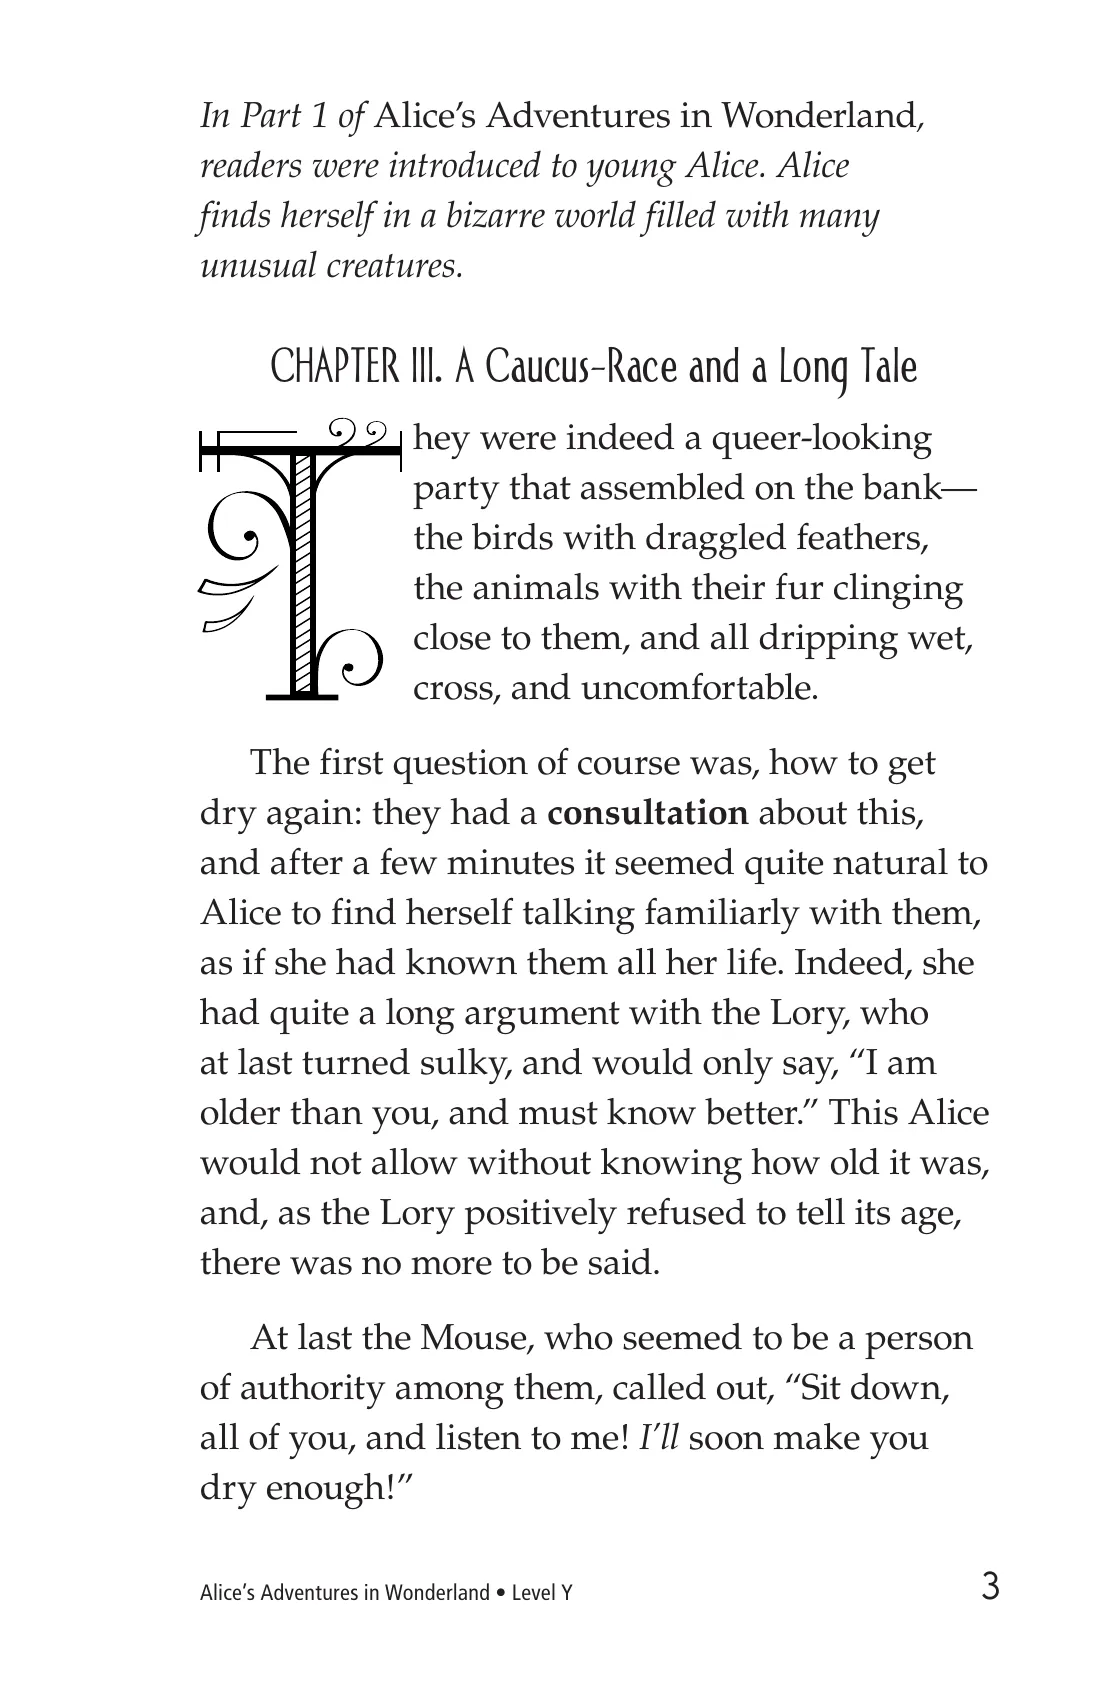 In Part 1 of Alice’s Adventures in Wonderland,
readers were introduced to young Alice. Alice
finds herself in a bizarre world filled with many
unusual creatures.
CHAPTER III. A Caucus-Race and a Long Tale
They were indeed a queer-looking
party that assembled on the bank—
the birds with draggled feathers,
the animals with their fur clinging
close to them, and all dripping wet,
cross, and uncomfortable.
The first question of course was, how to get
dry again: they had a consultation about this,
and after a few minutes it seemed quite natural to
Alice to find herself talking familiarly with them,
as if she had known them all her life. Indeed, she
had quite a long argument with the Lory, who
at last turned sulky, and would only say, “I am
older than you, and must know better.” This Alice
would not allow without knowing how old it was,
and, as the Lory positively refused to tell its age,
there was no more to be said.
At last the Mouse, who seemed to be a person
of authority among them, called out, “Sit down,
all of you, and listen to me! I’ll soon make you
dry enough!”
Alice’s Adventures in Wonderland • Level Y
3